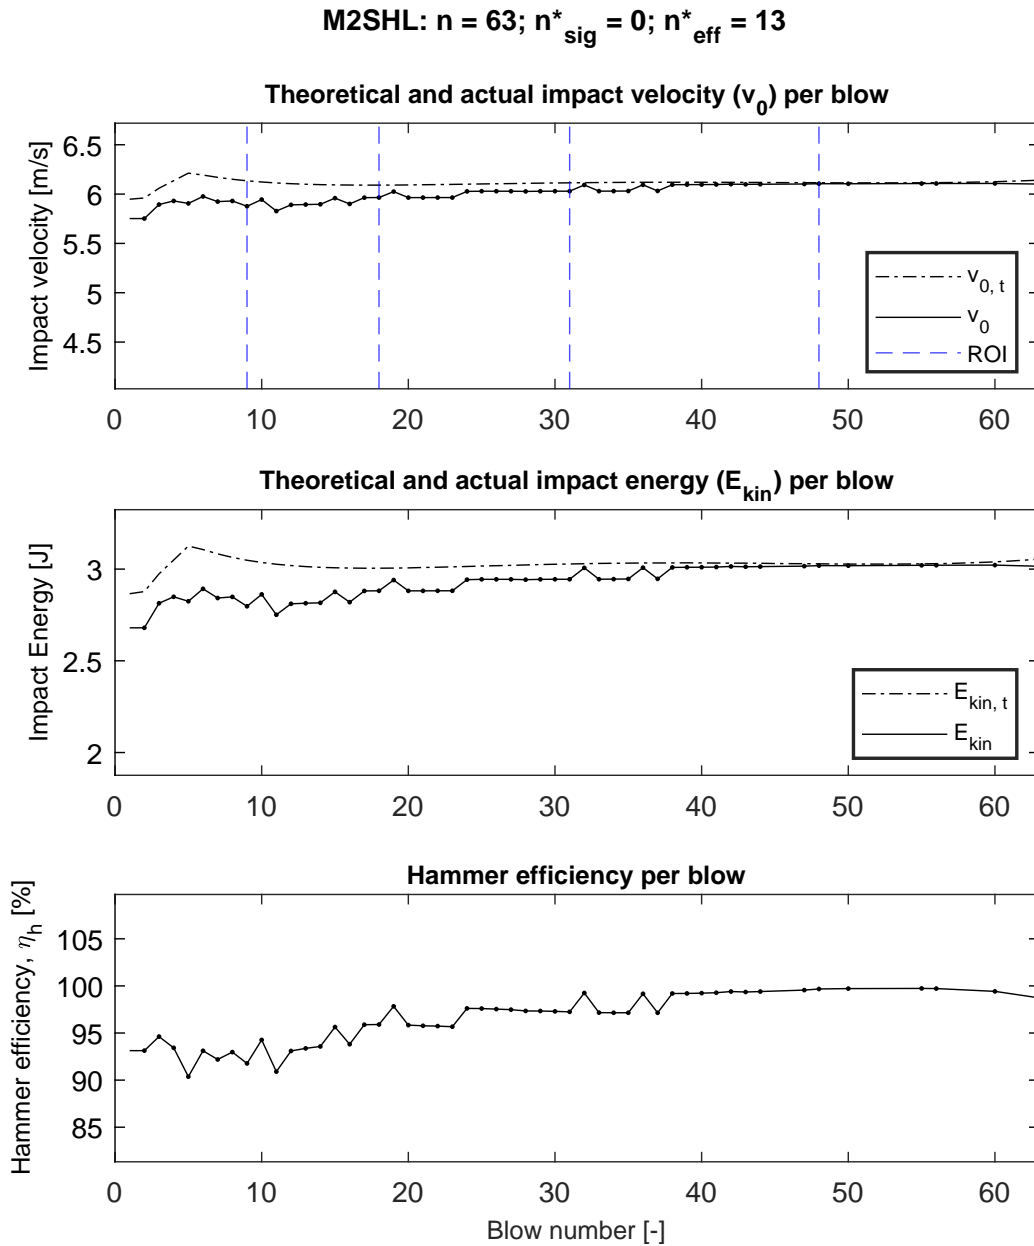 M2SHL: n = 63; n*sig = 0; n*eff = 13
Theoretical and actual impact velocity (v0) per blow
Impact velocity [m/s]
6.5
6
5.5
5
4.5
v0, t
v0
ROI
0 10 20 30 40 50 60
Theoretical and actual impact energy (Ekin) per blow
Impact Energy [J]
3
2.5
2
Ekin, t
Ekin
0 10 20 30 40 50 60
Hammer efficiency per blow
Hammer efficiency, ηh [%]
105
100
95
90
85
0 10 20 30 40 50 60
Blow number [-]